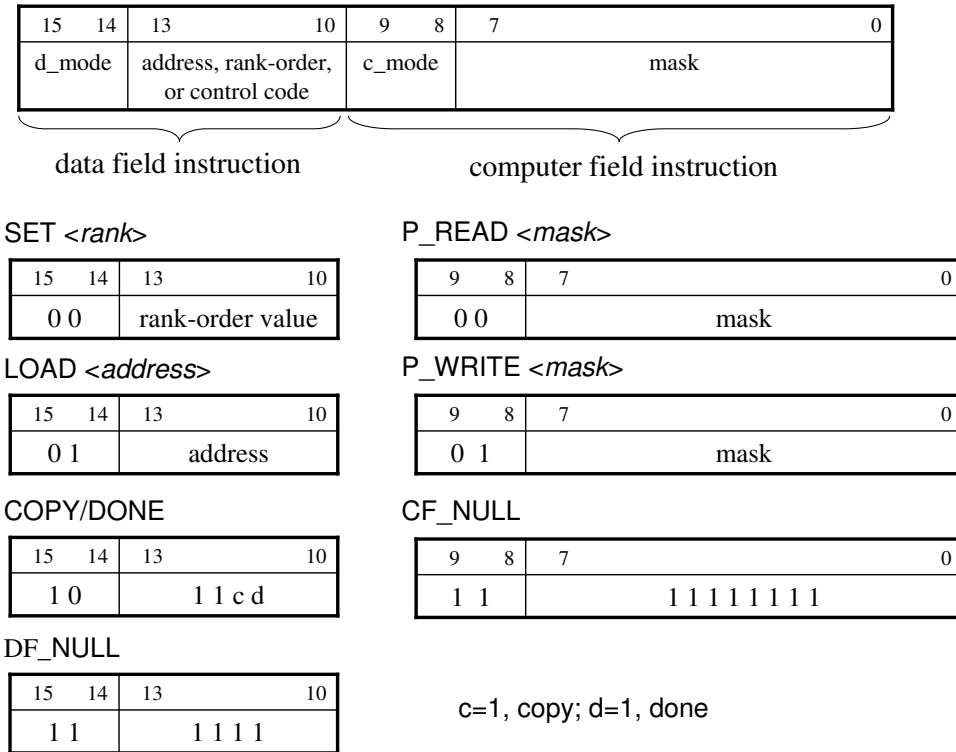 15 14 13 10 9 8 7 0
d_mode address, rank-order, c_mode mask
or control code
data field instruction computer field instruction
SET <rank> P_READ <mask>
15 14 13 10 9 8 7 0
0 0 rank-order value 0 0 mask
LOAD <address> P_WRITE <mask>
15 14 13 10 9 8 7 0
0 1 address 0 1 mask
COPY/DONE CF_NULL
15 14 13 10 9 8 7 0
1 0 1 1 c d 1 1 1 1 1 1 1 1 1 1
DF_NULL
15 14 13 10
1 1 1 1 1 1
c=1, copy; d=1, done